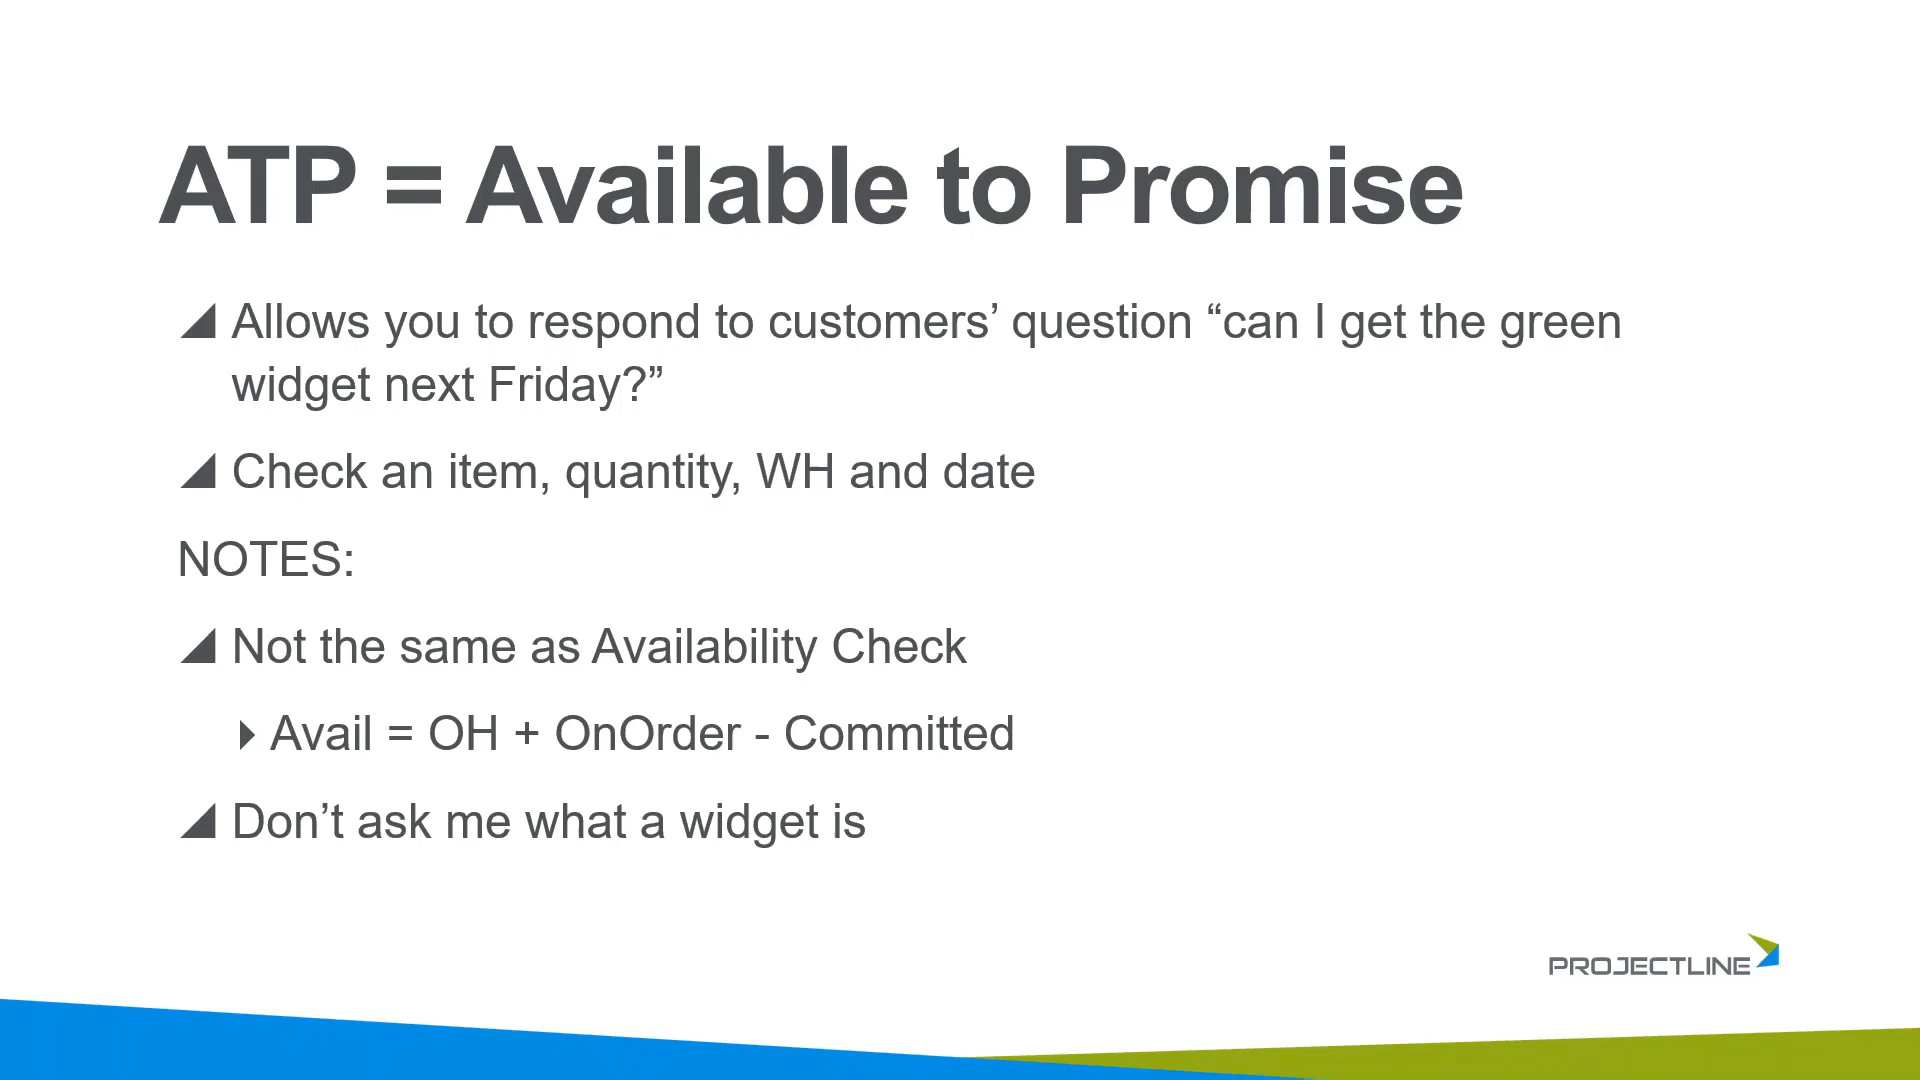 ATP = Available to Promise
Allows you to respond to customers’ question “can I get the green
widget next Friday?”
Check an item, quantity, WH and date
NOTES:
Not the same as Availability Check
Avail = OH + OnOrder - Committed
Don’t ask me what a widget is
PROJECTLINE